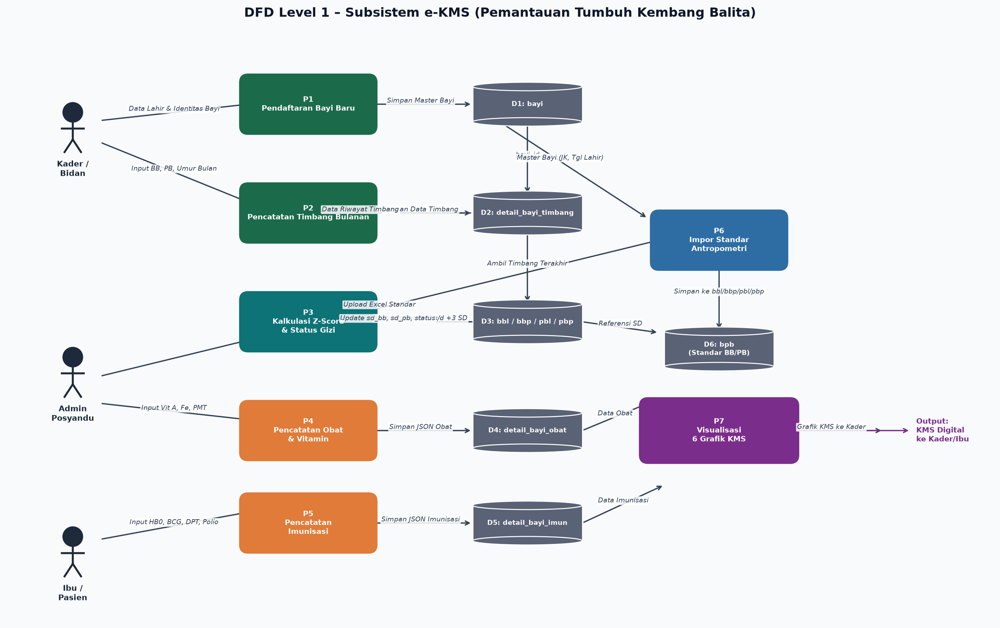 DFD Level 1 – Subsistem e-KMS (Pemantauan Tumbuh Kembang Balita)
Data Lahir & Identitas Bayi
P1
Pendaftaran Bayi Baru
Simpan Master Bayi
D1: bayi
Kader /
Bidan
Input BB, PB, Umur Bulan
Master Bayi (JK, Tgl Lahir)
P2
Pencatatan Timbang Bulanan
Data Riwayat Timbang
an Data Timbang
D2: detail_bayi_timbang
P6
Impor Standar
Antropometri
Ambil Timbang Terakhir
Simpan ke bbl/bbp/pbl/pbp
Upload Excel Standar
P3
Kalkulasi Z-Score
& Status Gizi
Update sd_bb, sd_pb, status
/d +3 SD
D3: bbl / bbp / pbl / pbp
Referensi SD
D6: bpb
(Standar BB/PB)
Admin
Posyandu
Input Vit A, Fe, PMT
P4
Pencatatan Obat
& Vitamin
Simpan JSON Obat
D4: detail_bayi_obat
Data Obat
P7
Visualisasi
6 Grafik KMS
Grafik KMS ke Kader
Output:
KMS Digital
ke Kader/Ibu
Input HB0, BCG, DPT, Polio
P5
Pencatatan
Imunisasi
Simpan JSON Imunisasi
D5: detail_bayi_imun
Data Imunisasi
Ibu /
Pasien